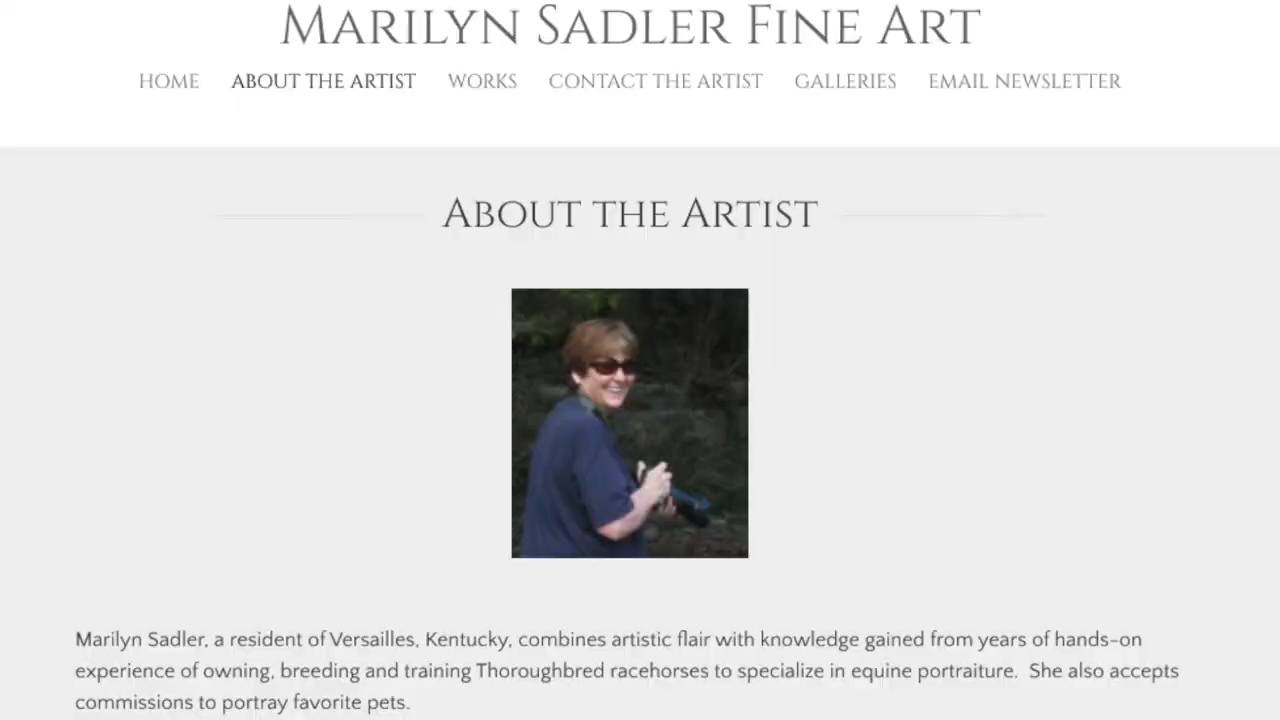 Marilyn Sadler Fine Art
HOME ABOUT THE ARTIST WORKS CONTACT THE ARTIST GALLERIES EMAIL NEWSLETTER
About the Artist
Marilyn Sadler, a resident of Versailles, Kentucky, combines artistic flair with knowledge gained from years of hands-on
experience of owning, breeding and training Thoroughbred racehorses to specialize in equine portraiture.  She also accepts
commissions to portray favorite pets.